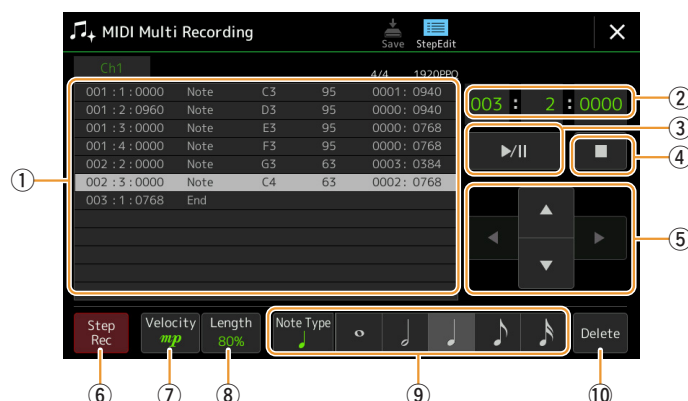 MIDI Multi Recording
Save
StepEdit
Ch1
4/4 1920PPQ
001 : 1 : 0000 Note C3 95 0001 : 0940
001 : 2 : 0960 Note D3 95 0000 : 0940
001 : 3 : 0000 Note E3 95 0000 : 0768
001 : 4 : 0000 Note F3 95 0000 : 0768
002 : 2 : 0000 Note G3 63 0003 : 0384
002 : 3 : 0000 Note C4 63 0002 : 0768
003 : 1 : 0768 End
003 : 2 : 0000
Step
Rec
Velocity
mp
Length
80%
Note Type
Delete
①
②
③
④
⑤
⑥
⑦
⑧
⑨
⑩